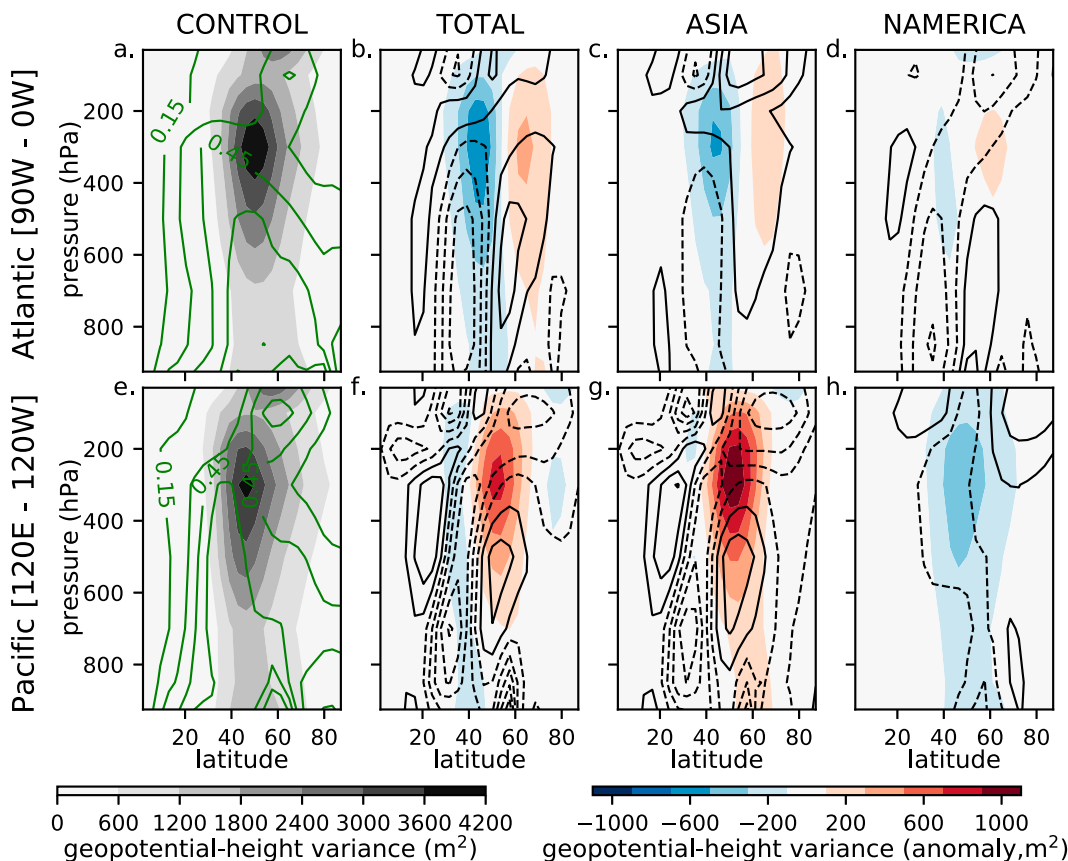 CONTROL TOTAL ASIA NAMERICA
Atlantic [90W - 0W]
pressure (hPa)
a. b. c. d.
200
400
600
800
0.15
0.45
Pacific [120E - 120W]
pressure (hPa)
e. f. g. h.
200
400
600
800
0.15
0.45
0.45
20 40 60 80 20 40 60 80 20 40 60 80 20 40 60 80
latitude latitude latitude latitude
0 600 1200 1800 2400 3000 3600 4200
geopotential-height variance (m²)
−1000 −600 −200 200 600 1000
geopotential-height variance (anomaly,m²)